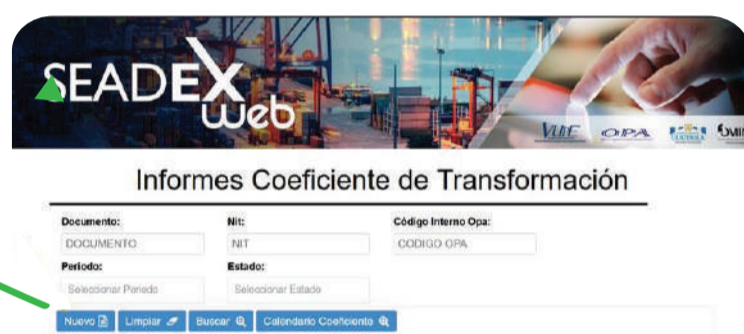 SEADEX
web
VUE OPA
Informes Coeficiente de Transformación
Documento: Nit: Código Interno Opa:
DOCUMENTO NIT CODIGO OPA
Periodo: Estado:
Seleccionar Periodo Seleccionar Estado
Nuevo Limpiar Buscar Calendario Coeficiente